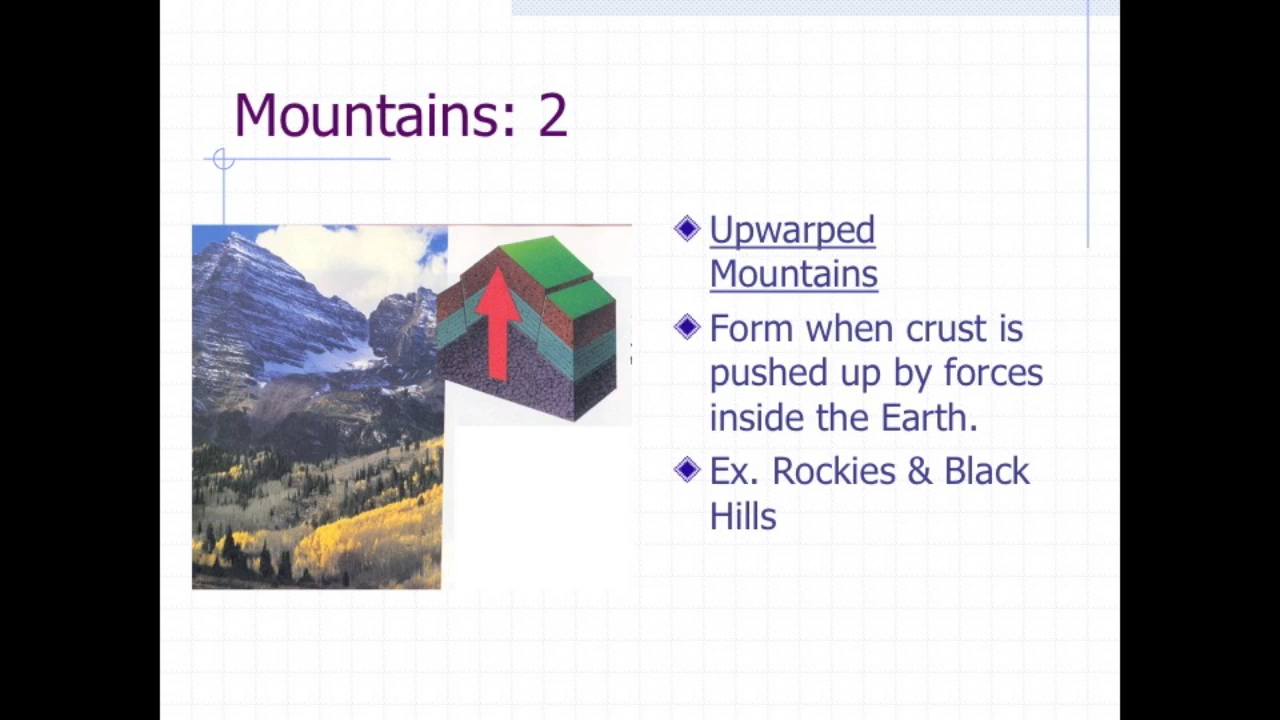 Mountains: 2
Upwarped
Mountains
Form when crust is
pushed up by forces
inside the Earth.
Ex. Rockies & Black
Hills